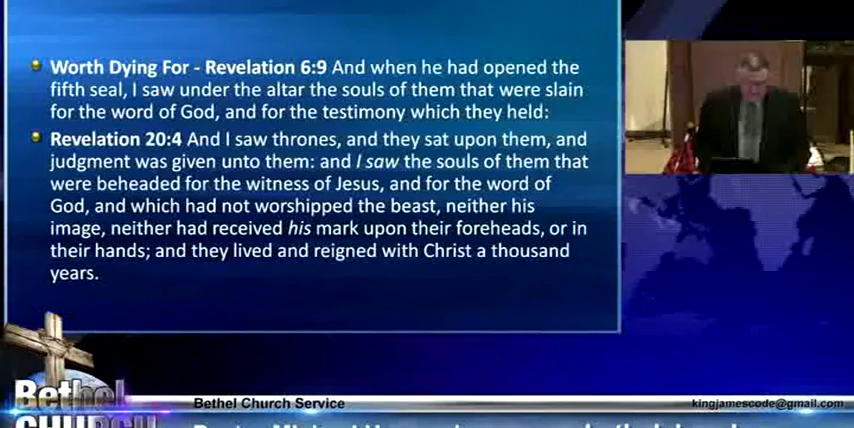 Worth Dying For - Revelation 6:9 And when he had opened the
fifth seal, I saw under the altar the souls of them that were slain
for the word of God, and for the testimony which they held:
Revelation 20:4 And I saw thrones, and they sat upon them, and
judgment was given unto them: and I saw the souls of them that
were beheaded for the witness of Jesus, and for the word of
God, and which had not worshipped the beast, neither his
image, neither had received his mark upon their foreheads, or in
their hands; and they lived and reigned with Christ a thousand
years.
Bethel
CHURCH
Bethel Church Service
kingjamescode@gmail.com